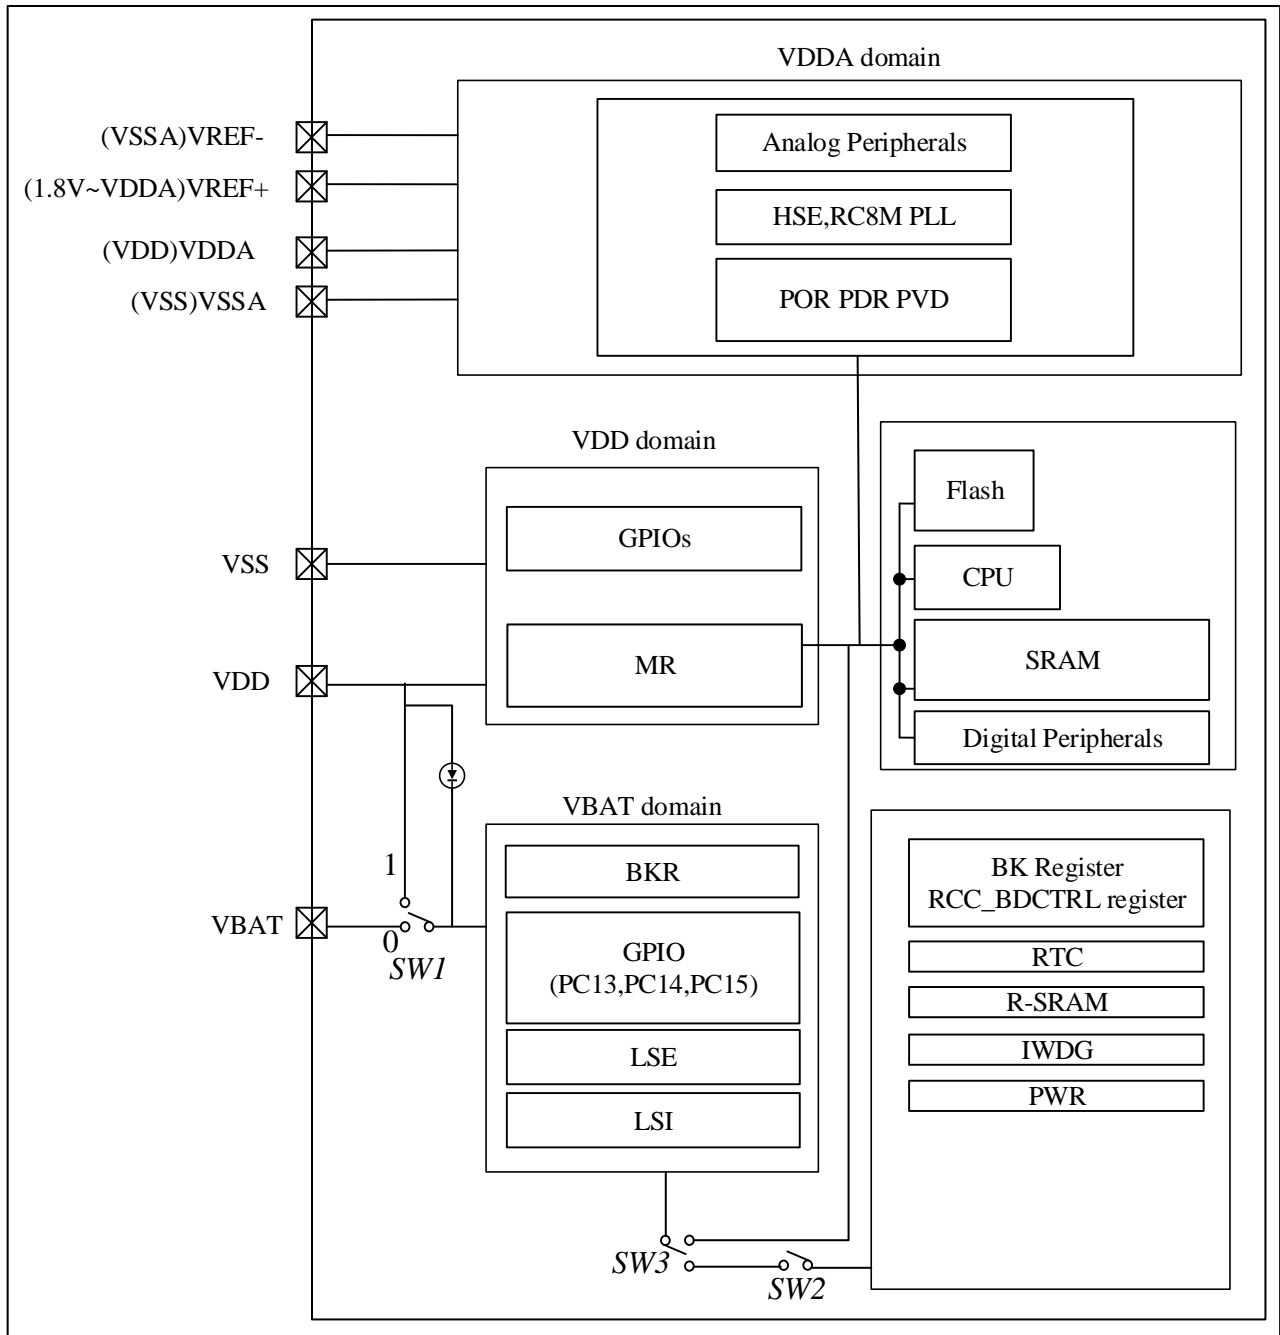 VDDA domain
(VSSA)VREF-
(1.8V~VDDA)VREF+
(VDD)VDDA
(VSS)VSSA
Analog Peripherals
HSE,RC8M PLL
POR PDR PVD
VDD domain
GPIOs
MR
VSS
VDD
Flash
CPU
SRAM
Digital Peripherals
VBAT domain
1
VBAT
0
SW1
BKR
GPIO
(PC13,PC14,PC15)
LSE
LSI
BK Register
RCC_BDCTRL register
RTC
R-SRAM
IWDG
PWR
SW3
SW2